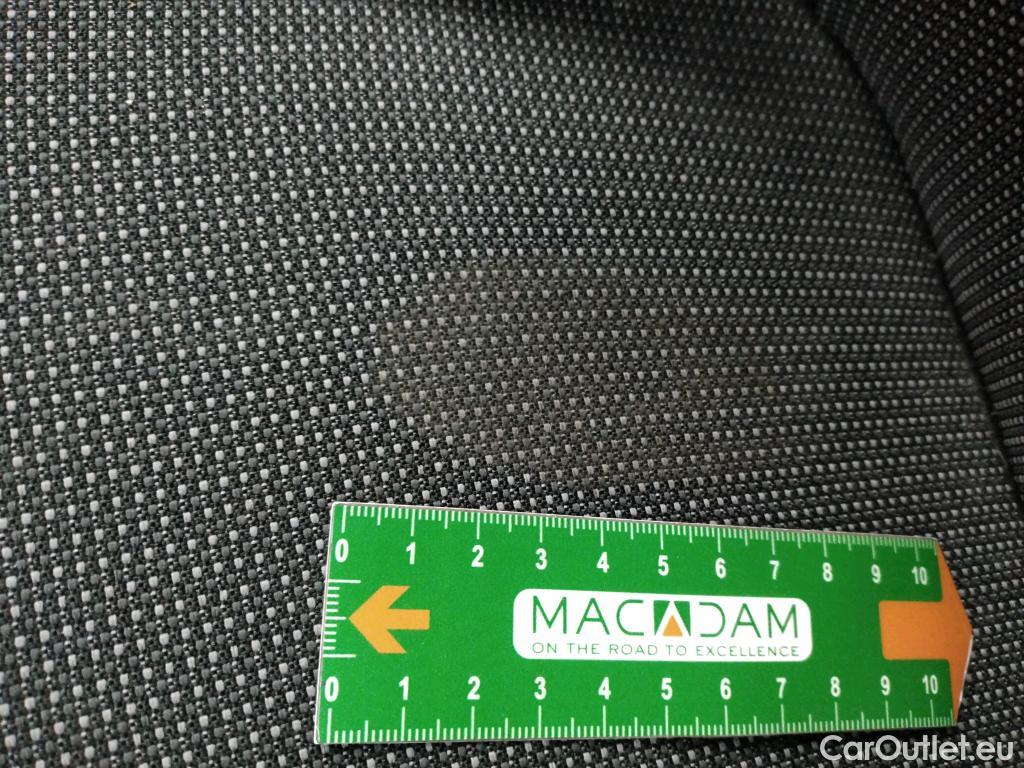 0 1 2 3 4 5 6 7 8 9 10
MACADAM
ON THE ROAD TO EXCELLENCE
0 1 2 3 4 5 6 7 8 9 10
CarOutlet.eu